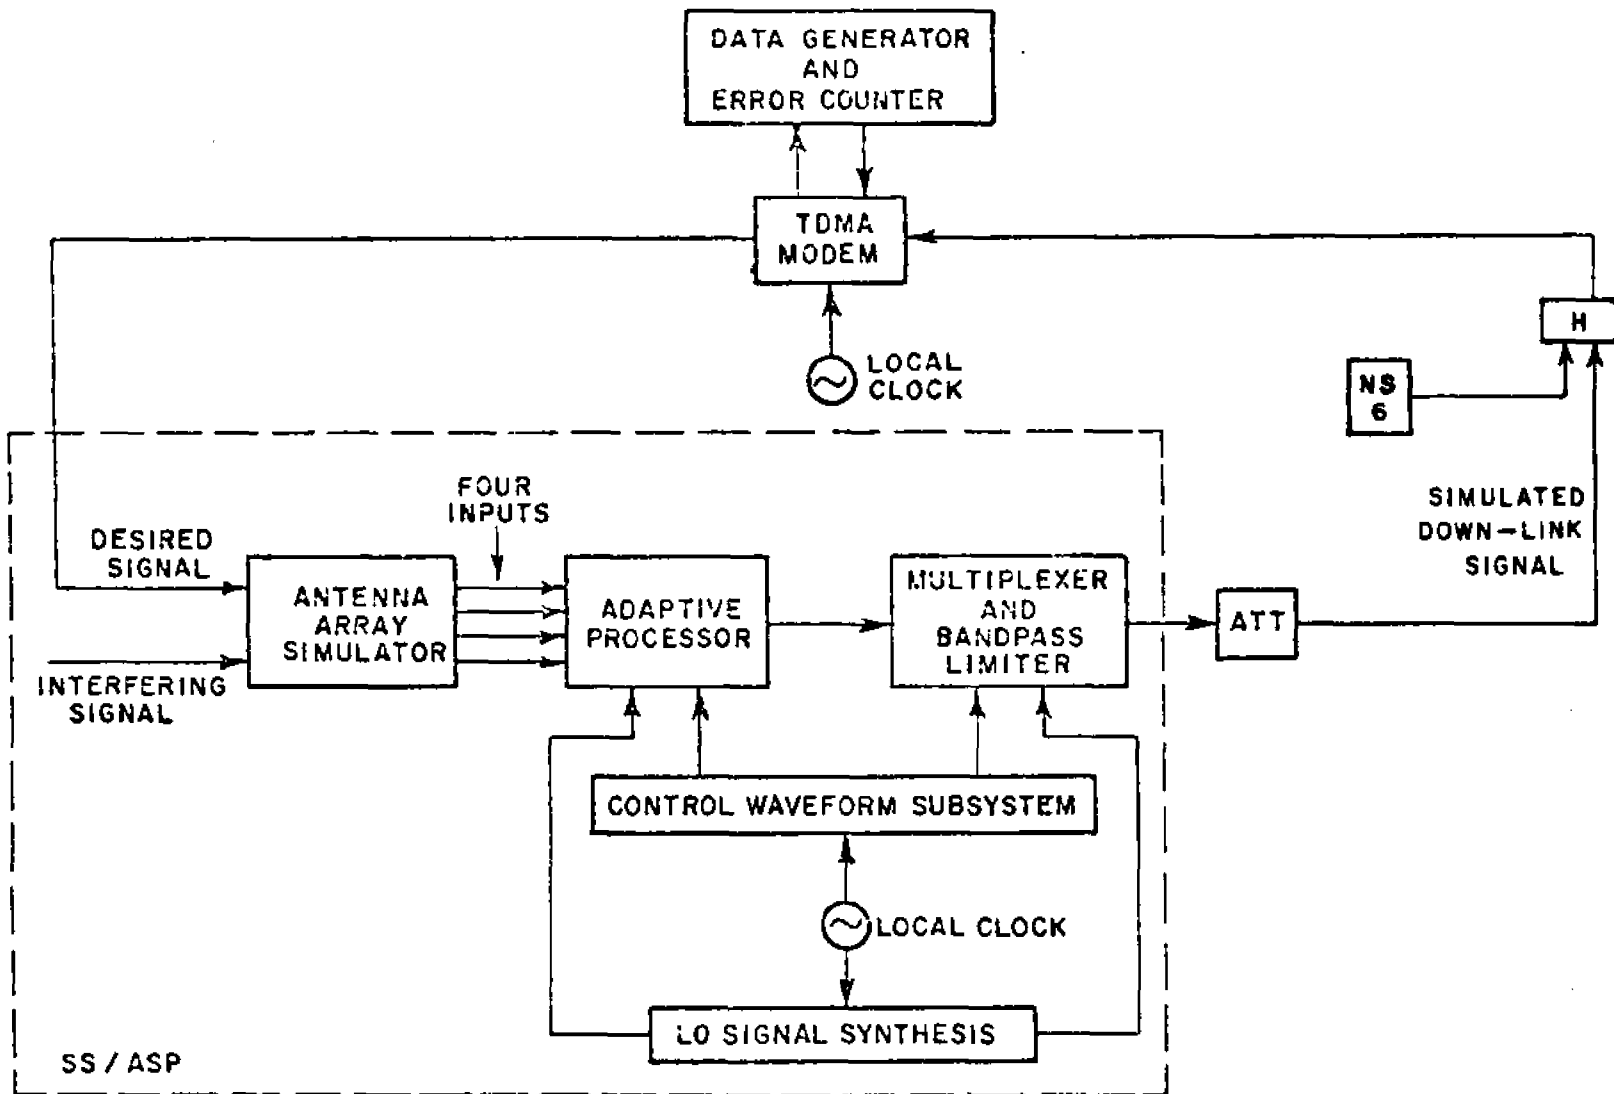 DATA GENERATOR
AND
ERROR COUNTER
TDMA
MODEM
LOCAL
CLOCK
H
NS
6
SIMULATED
DOWN-LINK
SIGNAL
FOUR
INPUTS
DESIRED
SIGNAL
INTERFERING
SIGNAL
ANTENNA
ARRAY
SIMULATOR
ADAPTIVE
PROCESSOR
MULTIPLEXER
AND
BANDPASS
LIMITER
ATT
CONTROL WAVEFORM SUBSYSTEM
LOCAL CLOCK
LO SIGNAL SYNTHESIS
SS / ASP